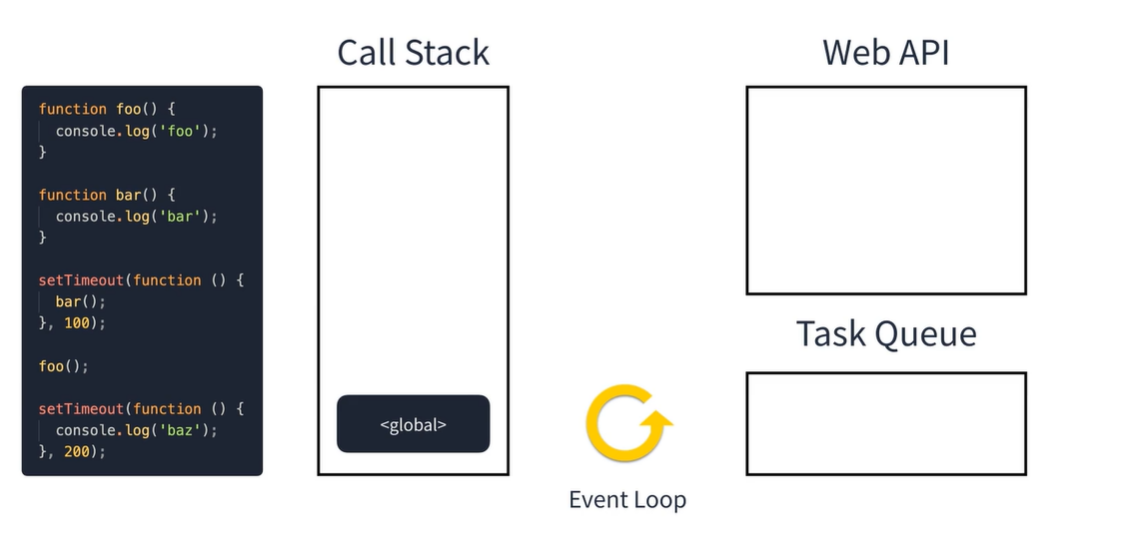 Call Stack
Web API
function foo() {
  console.log('foo');
}
function bar() {
  console.log('bar');
}
setTimeout(function () {
  bar();
}, 100);
foo();
setTimeout(function () {
  console.log('baz');
}, 200);
<global>
Task Queue
Event Loop